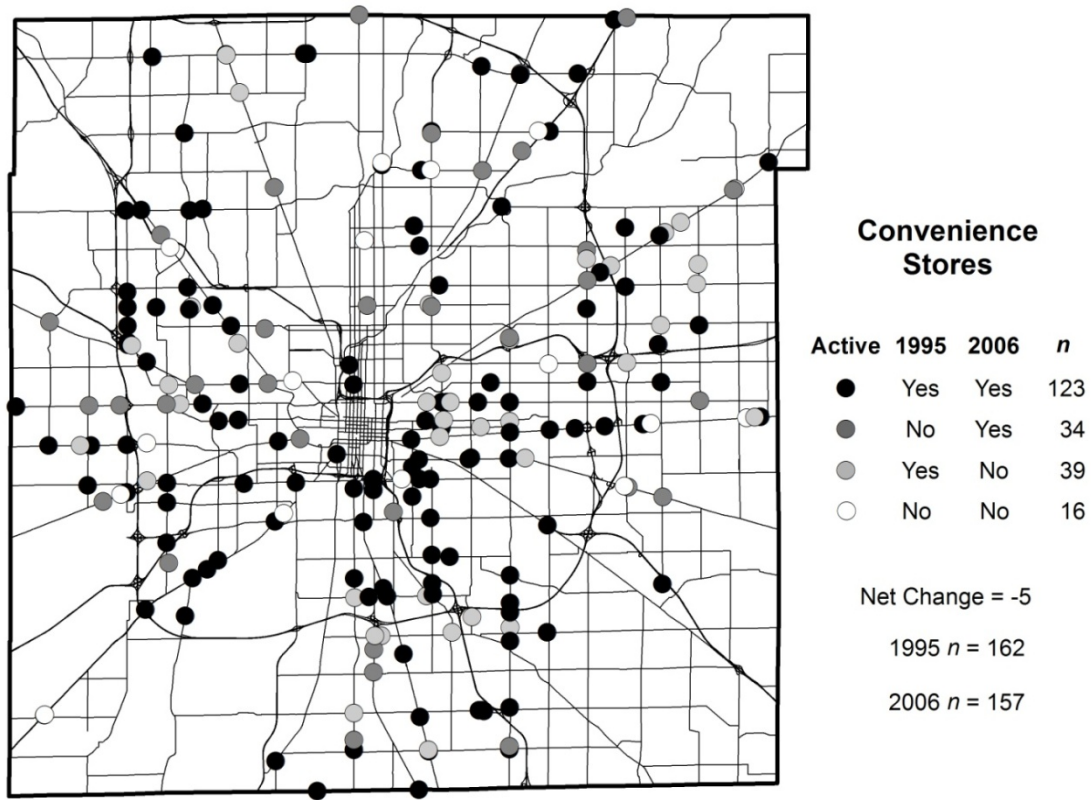 Convenience
Stores
Active 1995 2006 n
Yes Yes 123
No Yes 34
Yes No 39
No No 16
Net Change = -5
1995 n = 162
2006 n = 157